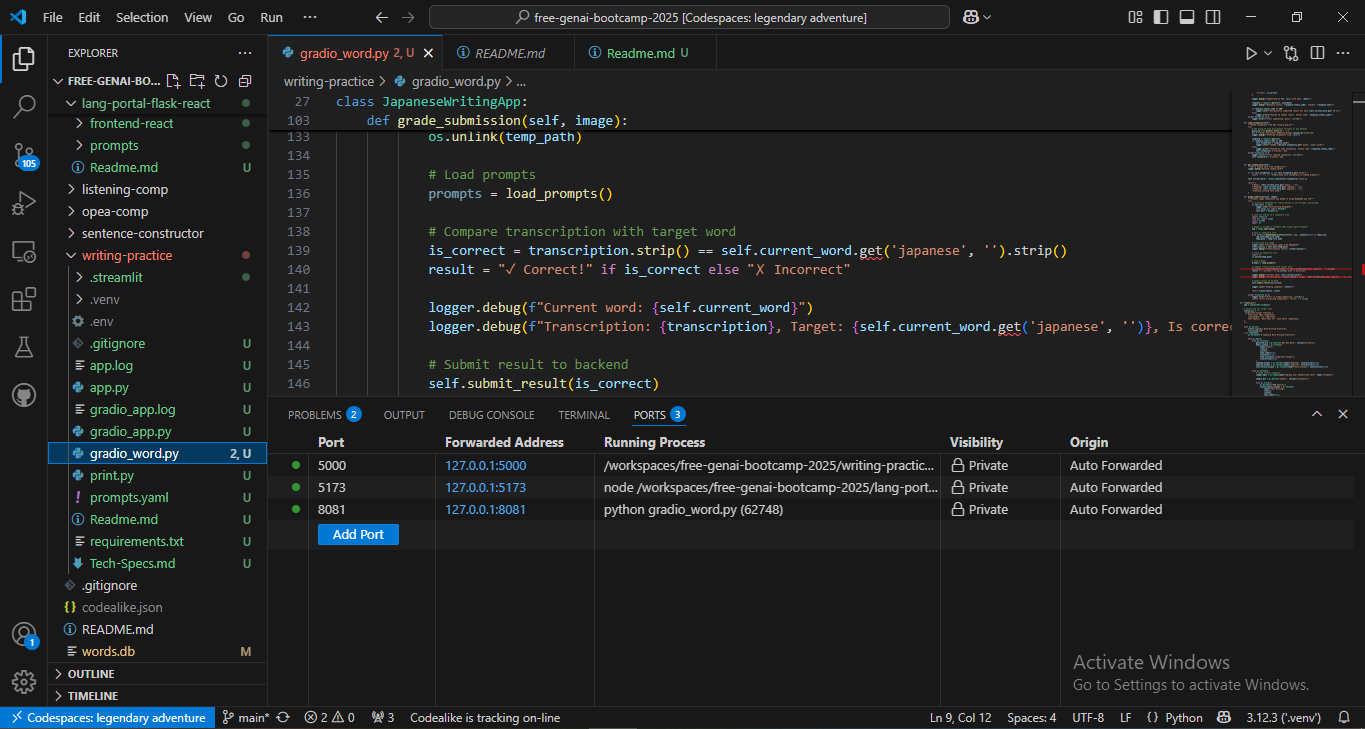 File Edit Selection View Go Run ··· free-genai-bootcamp-2025 [Codespaces: legendary adventure]
EXPLORER
FREE-GENAI-BO...
lang-portal-flask-react
frontend-react
prompts
Readme.md U
listening-comp
opea-comp
sentence-constructor
writing-practice
.streamlit
.venv
.env
.gitignore U
app.log U
app.py U
gradio_app.log U
gradio_app.py U
gradio_word.py 2, U
print.py U
prompts.yaml U
Readme.md U
requirements.txt U
Tech-Specs.md U
.gitignore
codealike.json
README.md
words.db M
OUTLINE
TIMELINE
105
1
gradio_word.py 2, U README.md Readme.md U
writing-practice > gradio_word.py > ...
27 class JapaneseWritingApp:
103 def grade_submission(self, image):
133 os.unlink(temp_path)
134
135 # Load prompts
136 prompts = load_prompts()
137
138 # Compare transcription with target word
139 is_correct = transcription.strip() == self.current_word.get('japanese', '').strip()
140 result = "✓ Correct!" if is_correct else "✗ Incorrect"
141
142 logger.debug(f"Current word: {self.current_word}")
143 logger.debug(f"Transcription: {transcription}, Target: {self.current_word.get('japanese', '')}, Is correc
144
145 # Submit result to backend
146 self.submit_result(is_correct)
PROBLEMS 2 OUTPUT DEBUG CONSOLE TERMINAL PORTS 3
Port Forwarded Address Running Process Visibility Origin
5000 127.0.0.1:5000 /workspaces/free-genai-bootcamp-2025/writing-practic... Private Auto Forwarded
5173 127.0.0.1:5173 node /workspaces/free-genai-bootcamp-2025/lang-port... Private Auto Forwarded
8081 127.0.0.1:8081 python gradio_word.py (62748) Private Auto Forwarded
Add Port
Activate Windows
Go to Settings to activate Windows.
Codespaces: legendary adventure main* 2 0 3 Codealike is tracking on-line Ln 9, Col 12 Spaces: 4 UTF-8 LF {} Python 3.12.3 ('.venv')